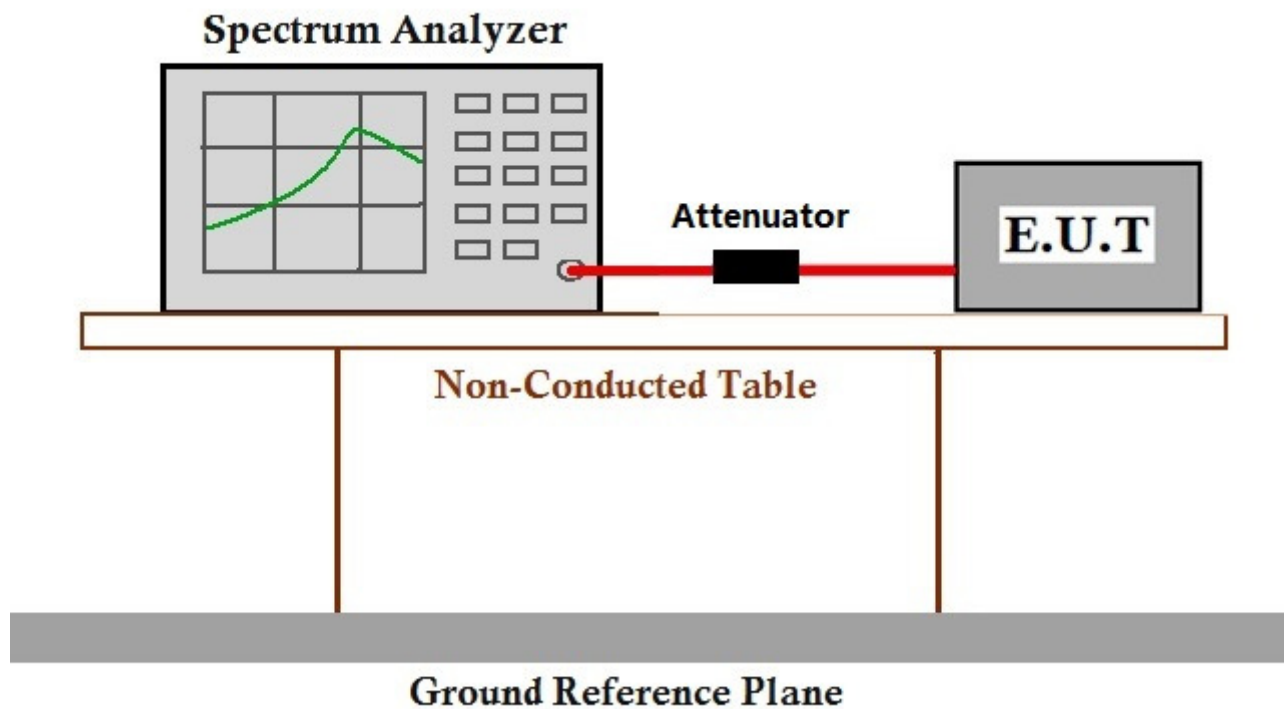 Spectrum Analyzer
Attenuator
E.U.T
Non-Conducted Table
Ground Reference Plane